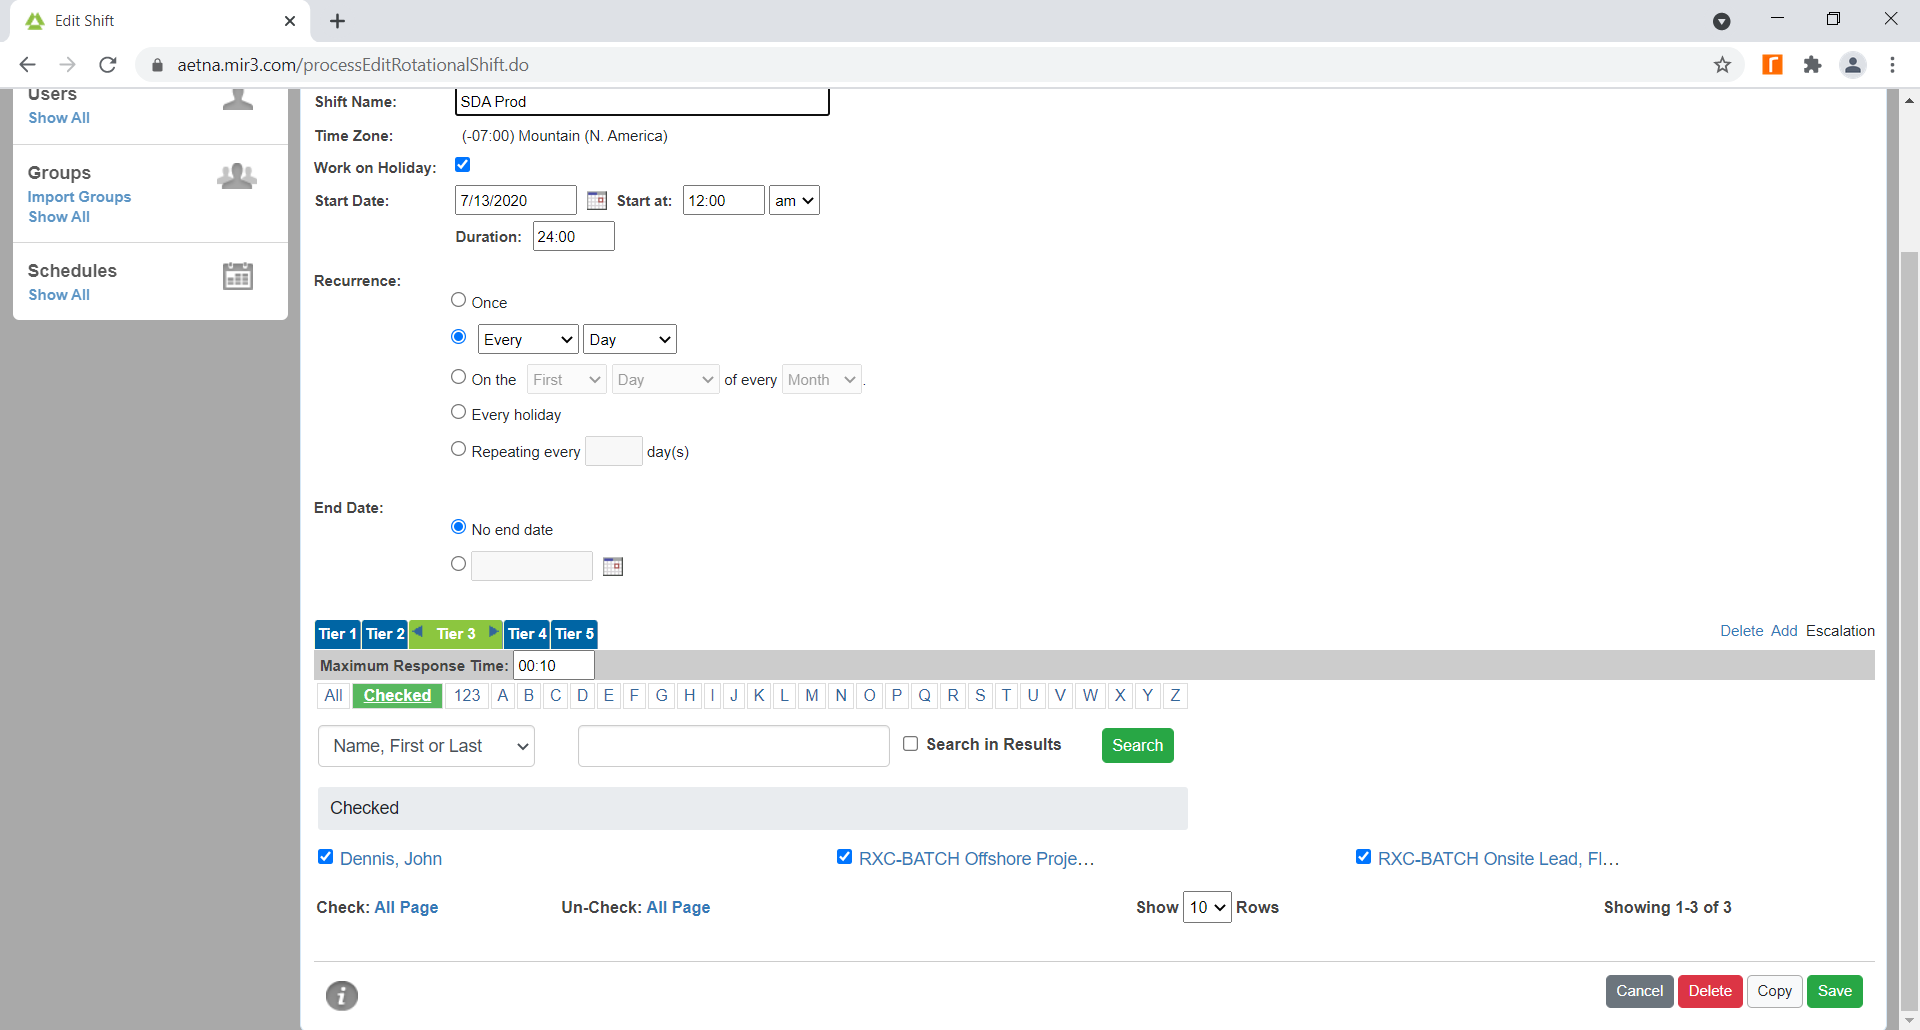 Edit Shift
aetna.mir3.com/processEditRotationalShift.do
Users
Show All
Groups
Import Groups
Show All
Schedules
Show All
Shift Name: SDA Prod
Time Zone: (-07:00) Mountain (N. America)
Work on Holiday:
Start Date: 7/13/2020 Start at: 12:00 am
Duration: 24:00
Recurrence:
Once
Every Day
On the First Day of every Month .
Every holiday
Repeating every day(s)
End Date:
No end date
Tier 1 Tier 2 Tier 3 Tier 4 Tier 5 Delete Add Escalation
Maximum Response Time: 00:10
All Checked 123 A B C D E F G H I J K L M N O P Q R S T U V W X Y Z
Name, First or Last Search in Results Search
Checked
Dennis, John RXC-BATCH Offshore Proje... RXC-BATCH Onsite Lead, Fl...
Check: All Page Un-Check: All Page Show 10 Rows Showing 1-3 of 3
i Cancel Delete Copy Save